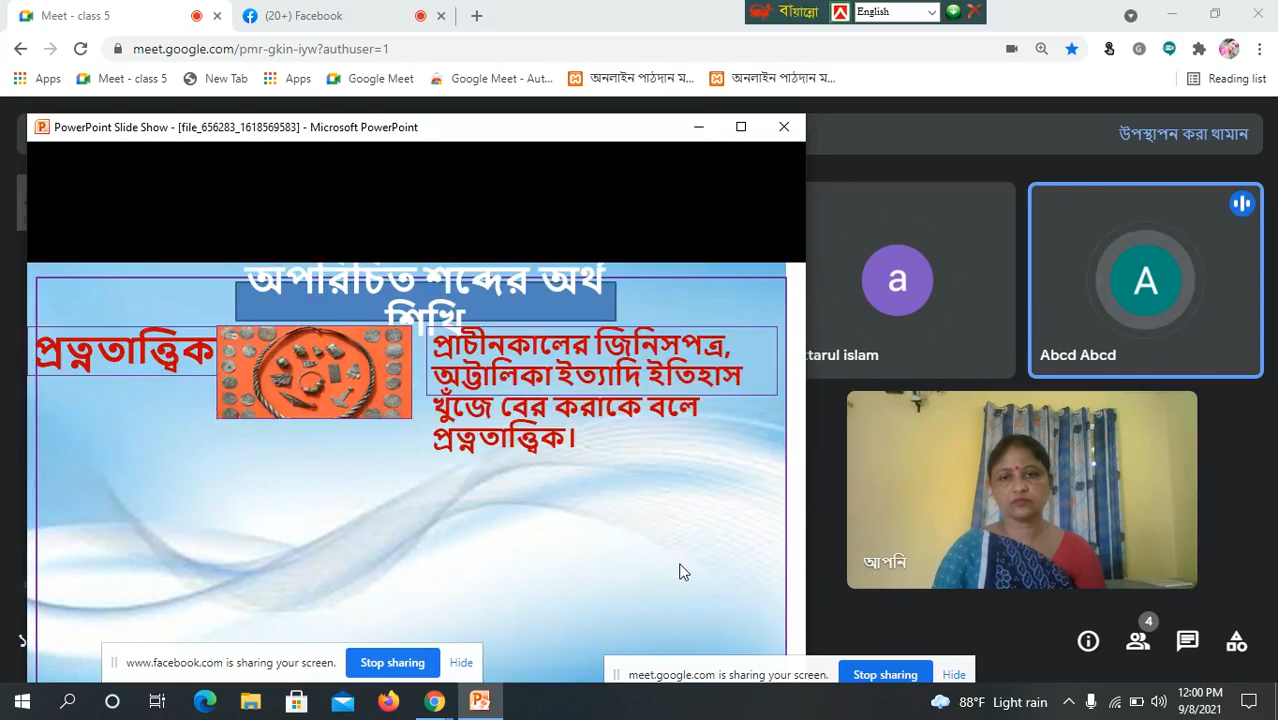 Meet - class 5
(20+) Facebook
বায়ান্নো
English
meet.google.com/pmr-gkin-iyw?authuser=1
Apps
Meet - class 5
New Tab
Apps
Google Meet
Google Meet - Aut...
অনলাইন পাঠদান ম...
অনলাইন পাঠদান ম...
Reading list
PowerPoint Slide Show - [file_656283_1618569583] - Microsoft PowerPoint
উপস্থাপন করা থামান
অপরিচিত শব্দের অর্থ
শিখি
প্রত্নতাত্ত্বিক
প্রাচীনকালের জিনিসপত্র,
অট্টালিকা ইত্যাদি ইতিহাস
খুঁজে বের করাকে বলে
প্রত্নতাত্ত্বিক।
a
tarul islam
A
Abcd Abcd
আপনি
4
www.facebook.com is sharing your screen.
Stop sharing
Hide
meet.google.com is sharing your screen.
Stop sharing
Hide
88°F Light rain
12:00 PM
9/8/2021